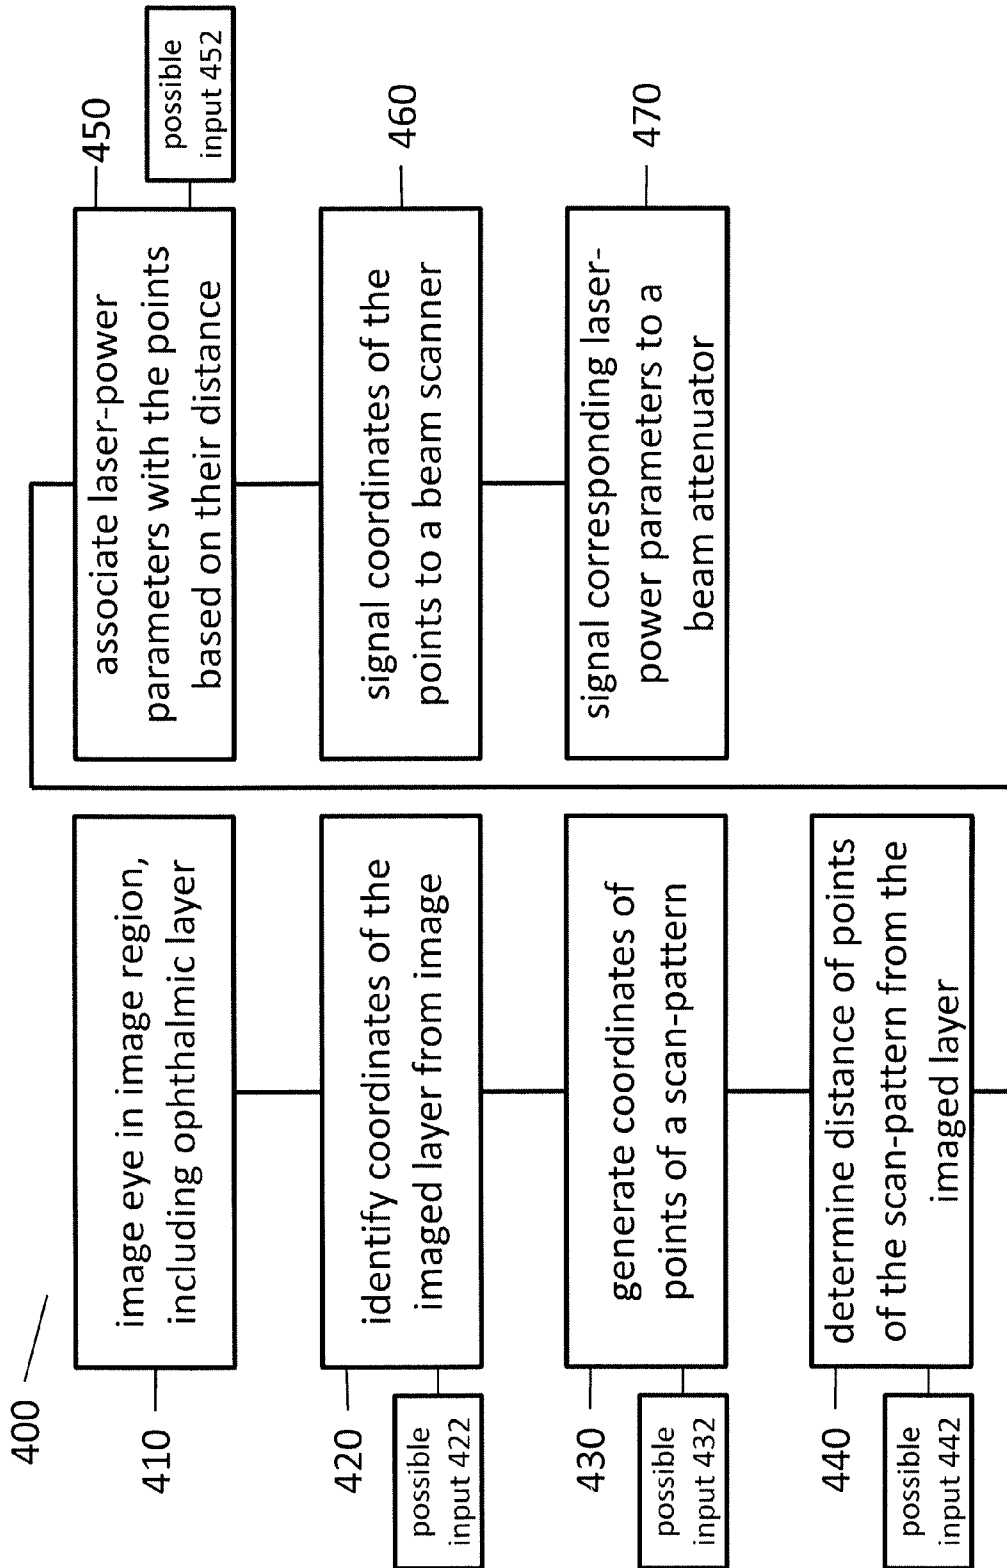 400
410
image eye in image region,
including ophthalmic layer
420
identify coordinates of the
imaged layer from image
possible
input 422
430
generate coordinates of
points of a scan-pattern
possible
input 432
440
determine distance of points
of the scan-pattern from the
imaged layer
possible
input 442
450
associate laser-power
parameters with the points
based on their distance
possible
input 452
460
signal coordinates of the
points to a beam scanner
470
signal corresponding laser-
power parameters to a
beam attenuator